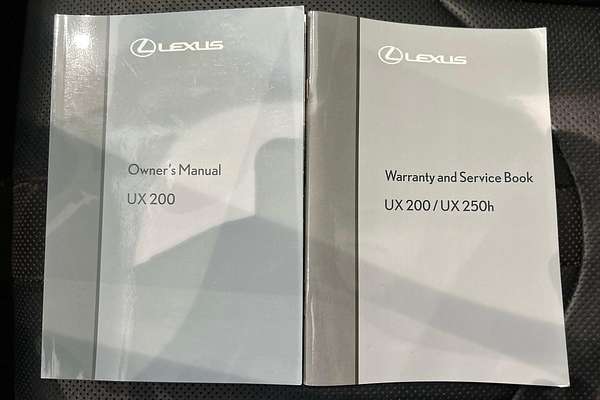 LEXUS
Owner's Manual
UX 200
LEXUS
Warranty and Service Book
UX 200 / UX 250h